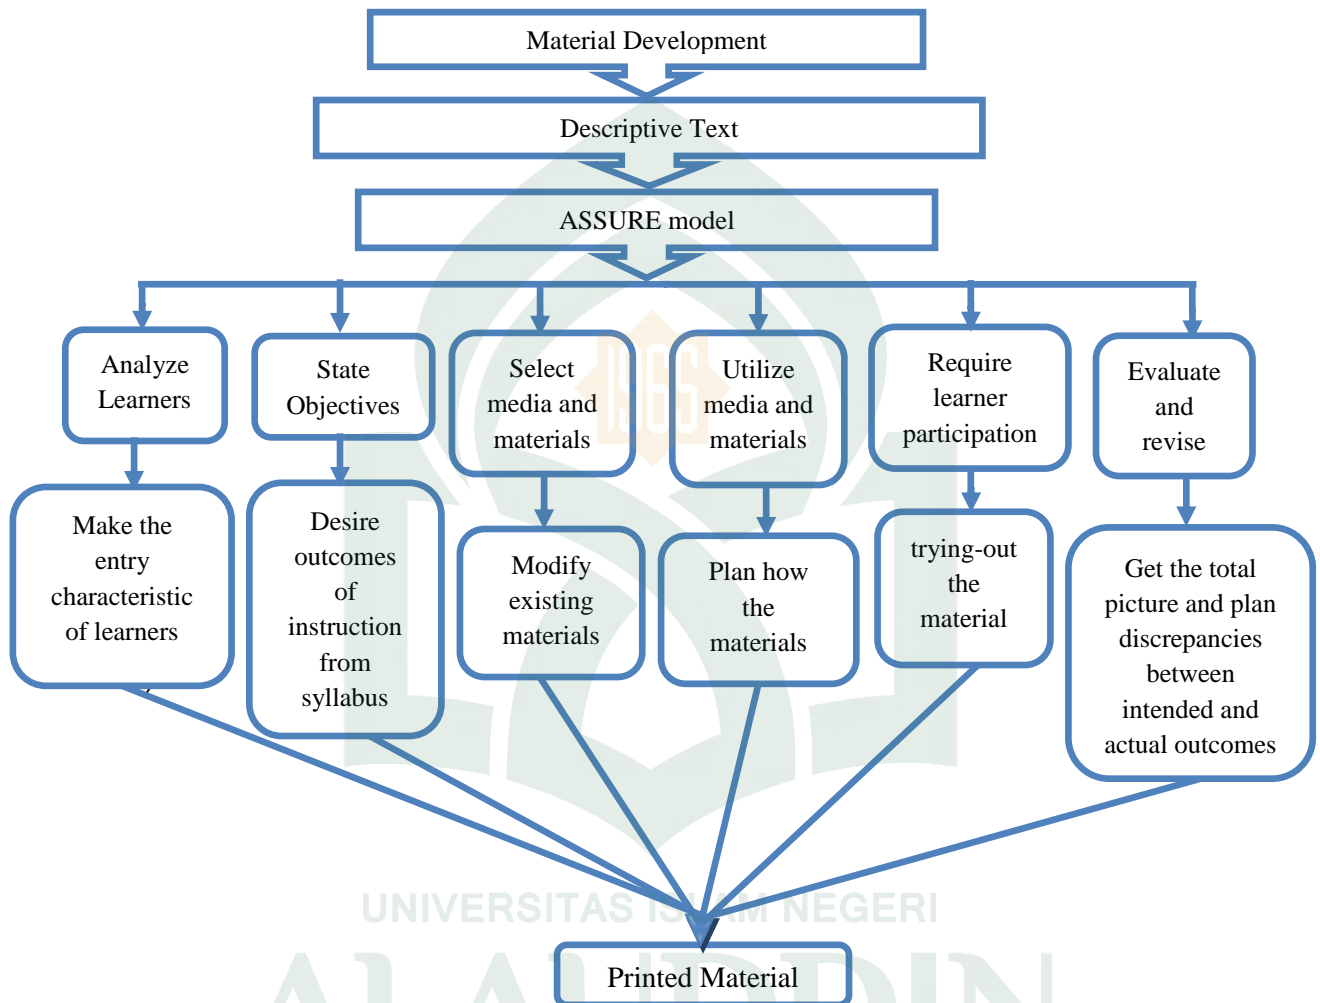 Material Development
Descriptive Text
ASSURE model
Analyze
Learners
State
Objectives
Select
media and
materials
Utilize
media and
materials
Require
learner
participation
Evaluate
and
revise
Make the
entry
characteristic
of learners
Desire
outcomes
of
instruction
from
syllabus
Modify
existing
materials
Plan how
the
materials
trying-out
the
material
Get the total
picture and plan
discrepancies
between
intended and
actual outcomes
1965
UNIVERSITAS ISLAM NEGERI
ALAUDDIN
Printed Material